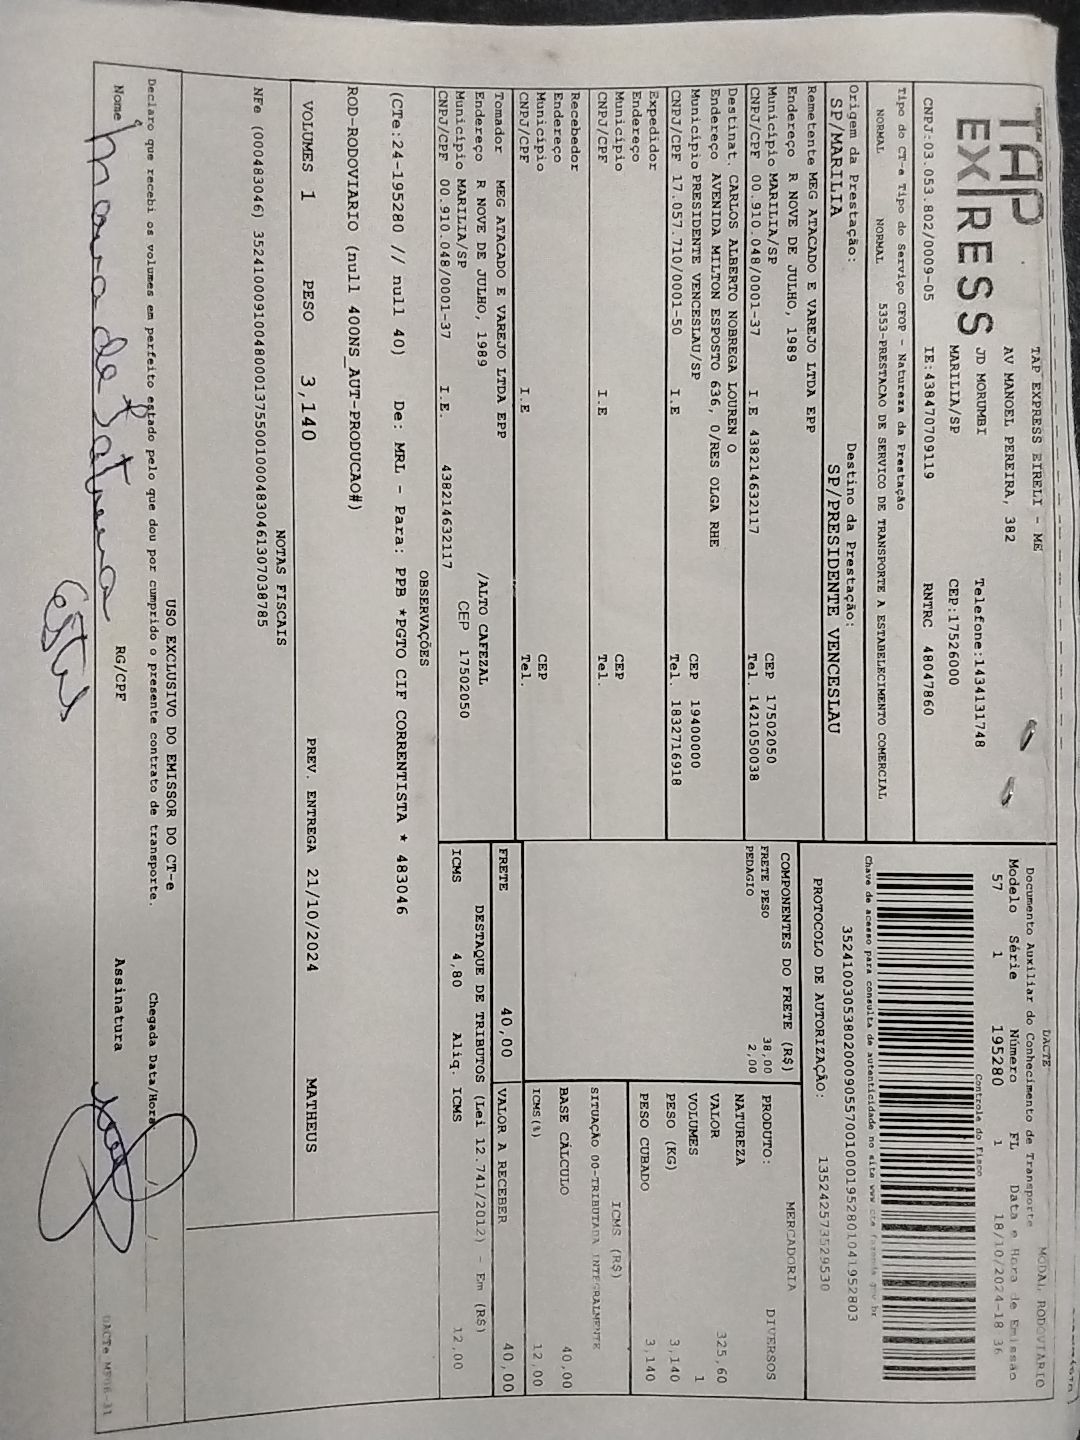 TAP EXPRESS
TAP EXPRESS EIRELI - ME
AV MANOEL PEREIRA, 382
JD MORUMBI
Telefone:1434131748
MARILIA/SP
CEP:17526000
CNPJ:03.053.802/0009-05 IE:438470709119 RNTRC 48047860
DACTE MODAL RODOVIARIO
Documento Auxiliar do Conhecimento de Transporte
Modelo Série Número FL Data e Hora de Emissão
57 1 195280 1 18/10/2024-18 36
Controle do Fisco
Chave de acesso para consulta de autenticidade no site www cte fazenda gov br
35241003053802000905570010001952801041952803
PROTOCOLO DE AUTORIZAÇÃO: 135242573529530
Tipo do CT-e Tipo do Serviço CFOP - Natureza da Prestação
NORMAL NORMAL 5353-PRESTACAO DE SERVICO DE TRANSPORTE A ESTABELECIMENTO COMERCIAL
Origem da Prestação: Destino da Prestação:
SP/MARILIA SP/PRESIDENTE VENCESLAU
Remetente MEG ATACADO E VAREJO LTDA EPP
Endereço R NOVE DE JULHO, 1989
Município MARILIA/SP CEP 17502050
CNPJ/CPF 00.910.048/0001-37 I.E 438214632117 Tel. 1421050038
Destinat. CARLOS ALBERTO NOBREGA LOUREN O
Endereço AVENIDA MILTON ESPOSTO 636, 0/RES OLGA RHE
Município PRESIDENTE VENCESLAU/SP CEP 19400000
CNPJ/CPF 17.057.710/0001-50 I.E Tel. 1832716918
Expedidor
Endereço
Município CEP
CNPJ/CPF I.E Tel.
Recebedor
Endereço
Município CEP
CNPJ/CPF I.E Tel.
Tomador MEG ATACADO E VAREJO LTDA EPP
Endereço R NOVE DE JULHO, 1989 /ALTO CAFEZAL
Município MARILIA/SP CEP 17502050
CNPJ/CPF 00.910.048/0001-37 I.E. 438214632117
COMPONENTES DO FRETE (R$)
FRETE PESO 38,00
PEDAGIO 2,00
MERCADORIA
PRODUTO: DIVERSOS
NATUREZA
VALOR 325,60
VOLUMES 1
PESO (KG) 3,140
PESO CUBADO 3,140
ICMS (R$)
SITUAÇÃO 00-TRIBUTADA INTEGRALMENTE
BASE CÁLCULO 40,00
ICMS(%) 12,00
FRETE 40,00 VALOR A RECEBER 40,00
DESTAQUE DE TRIBUTOS (Lei 12.741/2012) - Em (R$)
ICMS 4,80 Aliq. ICMS 12,00
OBSERVAÇÕES
(CTe:24-195280 // null 40) De: MRL - Para: PPB *PGTO CIF CORRENTISTA * 483046
ROD-RODOVIARIO (null 400NS_AUT-PRODUCAO#)
VOLUMES 1 PESO 3,140 PREV. ENTREGA 21/10/2024 MATHEUS
NOTAS FISCAIS
NFe (000483046) 35241000910048000137550010004830461307038785
USO EXCLUSIVO DO EMISSOR DO CT-e
Declaro que recebi os volumes em perfeito estado pelo que dou por cumprido o presente contrato de transporte. Chegada Data/Hora / /
Nome RG/CPF Assinatura
DACTe MF06-31